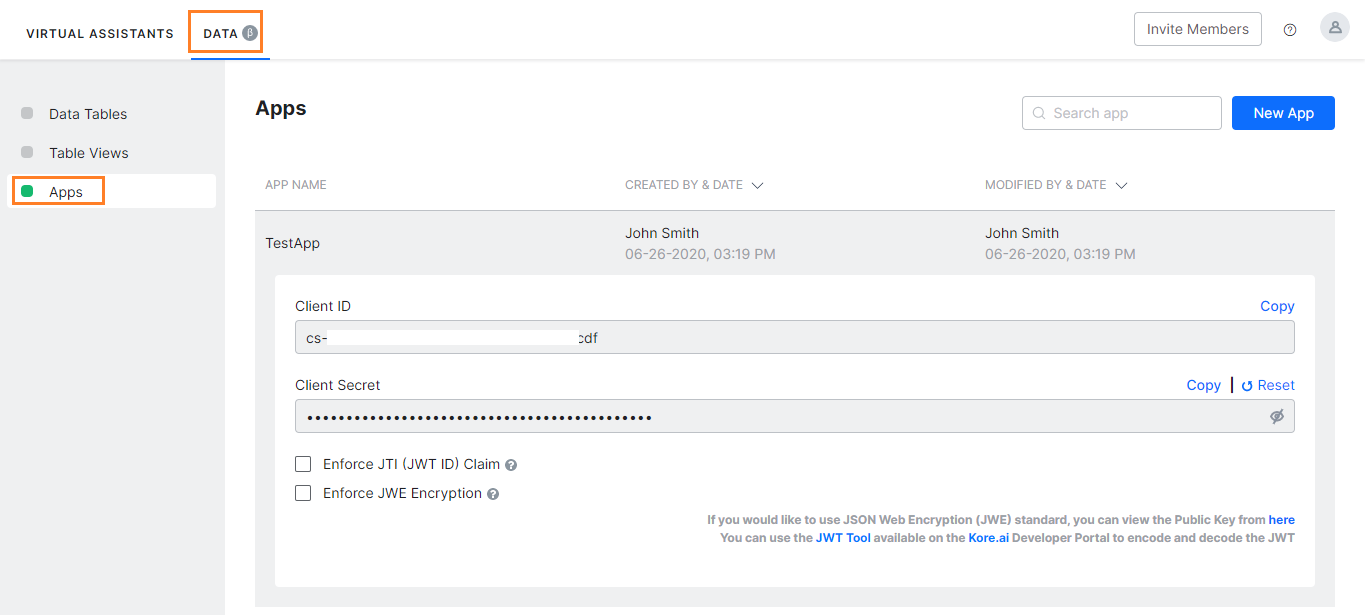 VIRTUAL ASSISTANTS
DATA β
Invite Members
?
Data Tables
Table Views
Apps
Apps
Search app
New App
APP NAME
CREATED BY & DATE
MODIFIED BY & DATE
TestApp
John Smith
06-26-2020, 03:19 PM
John Smith
06-26-2020, 03:19 PM
Client ID
Copy
cs-
cdf
Client Secret
Copy | Reset
••••••••••••••••••••••••••••••••••••••••••••
Enforce JTI (JWT ID) Claim ?
Enforce JWE Encryption ?
If you would like to use JSON Web Encryption (JWE) standard, you can view the Public Key from here
You can use the JWT Tool available on the Kore.ai Developer Portal to encode and decode the JWT